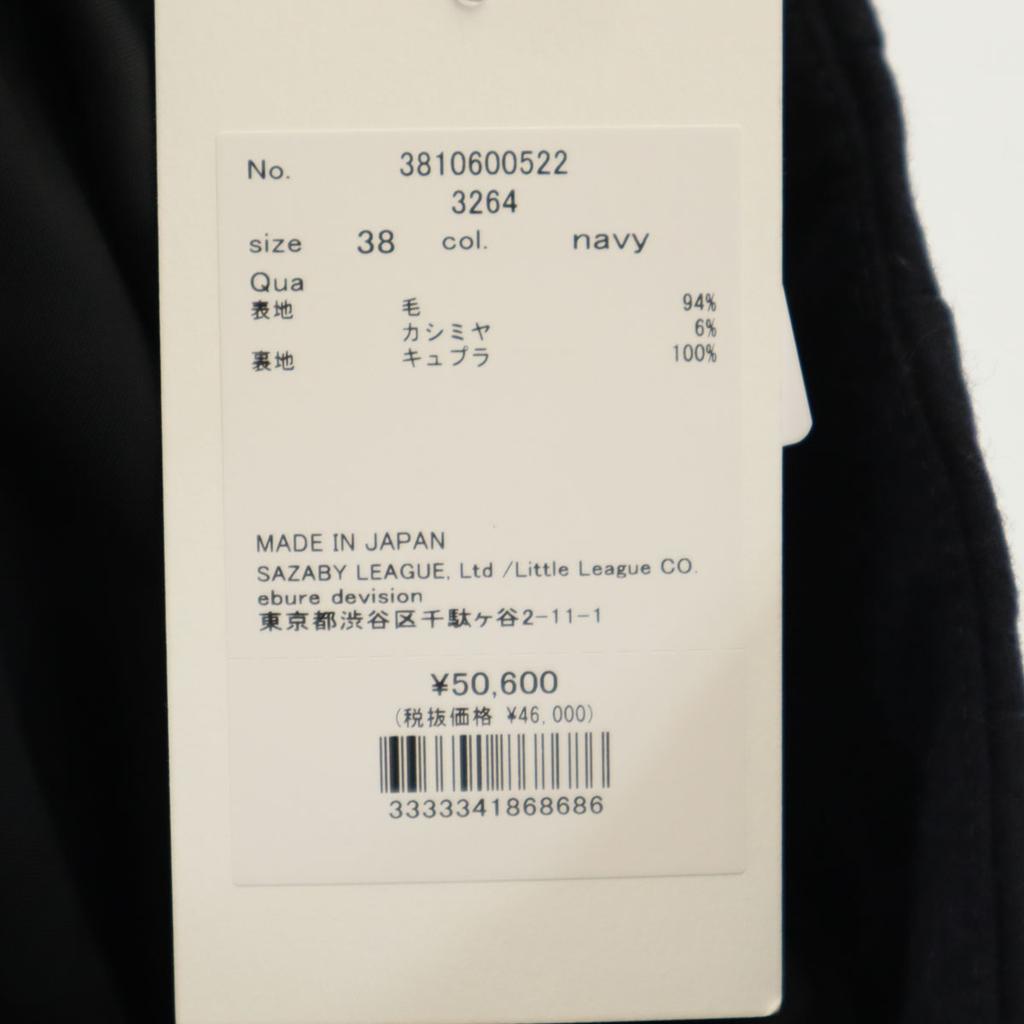 No. 3810600522
3264
size 38 col. navy
Qua
表地 毛 94%
カシミヤ 6%
裏地 キュプラ 100%
MADE IN JAPAN
SAZABY LEAGUE, Ltd /Little League CO.
ebure devision
東京都渋谷区千駄ヶ谷2-11-1
¥50,600
(税抜価格 ¥46,000)
3333341868686